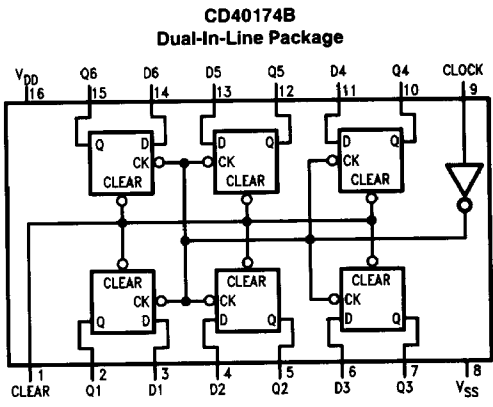 CD40174B
Dual-In-Line Package
VDD Q6 D6 D5 Q5 D4 Q4 CLOCK
16 15 14 13 12 11 10 9
Q D D Q D Q
CK CK CK
CLEAR CLEAR CLEAR
CLEAR CLEAR CLEAR
CK CK CK
Q D D Q D Q
1 2 3 4 5 6 7 8
CLEAR Q1 D1 D2 Q2 D3 Q3 VSS